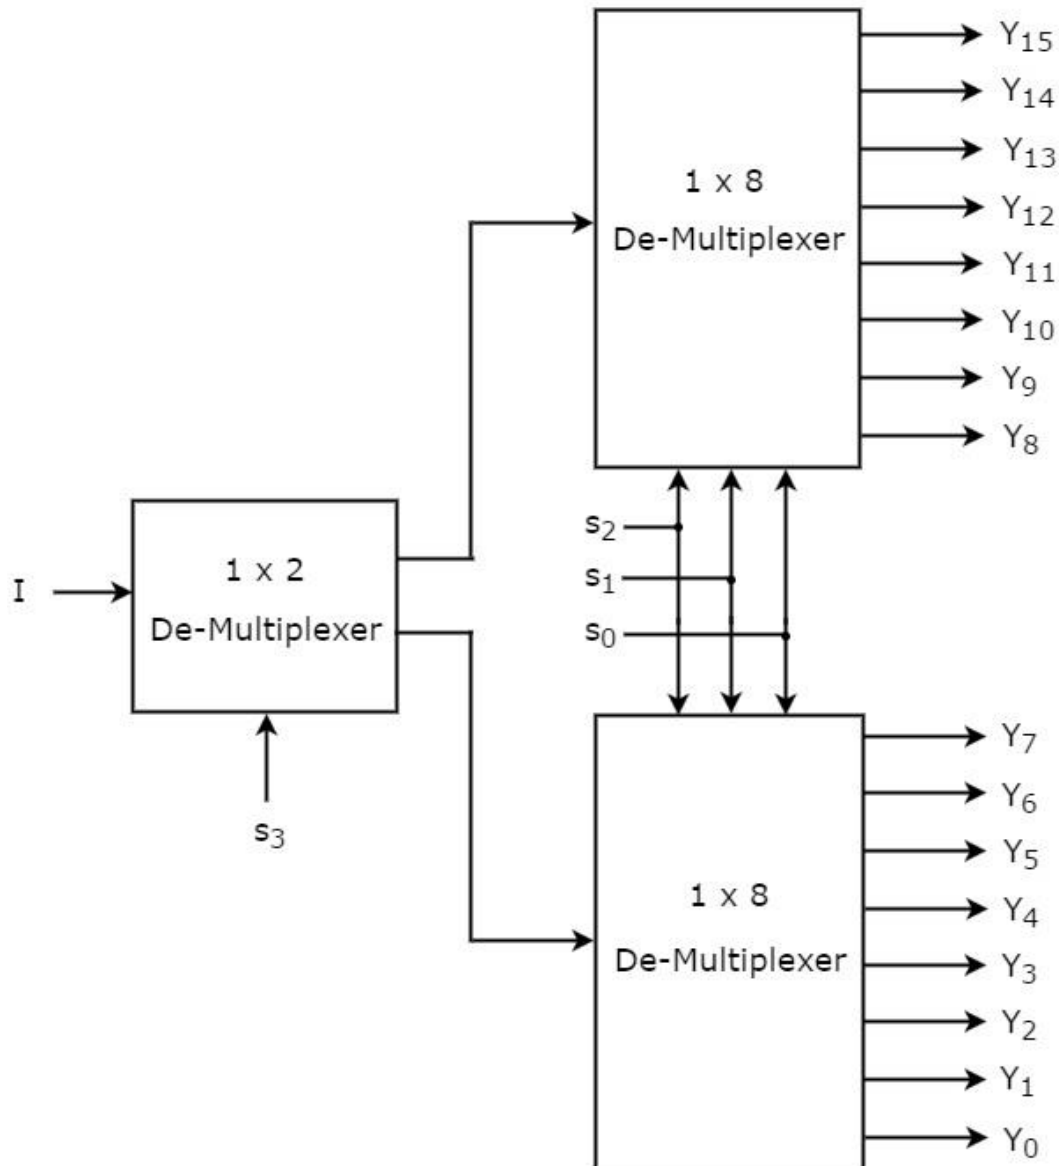 Y15
Y14
Y13
1 x 8
Y12
De-Multiplexer
Y11
Y10
Y9
Y8
s2
1 x 2
s1
I
De-Multiplexer
s0
Y7
Y6
s3
Y5
1 x 8
Y4
De-Multiplexer
Y3
Y2
Y1
Y0